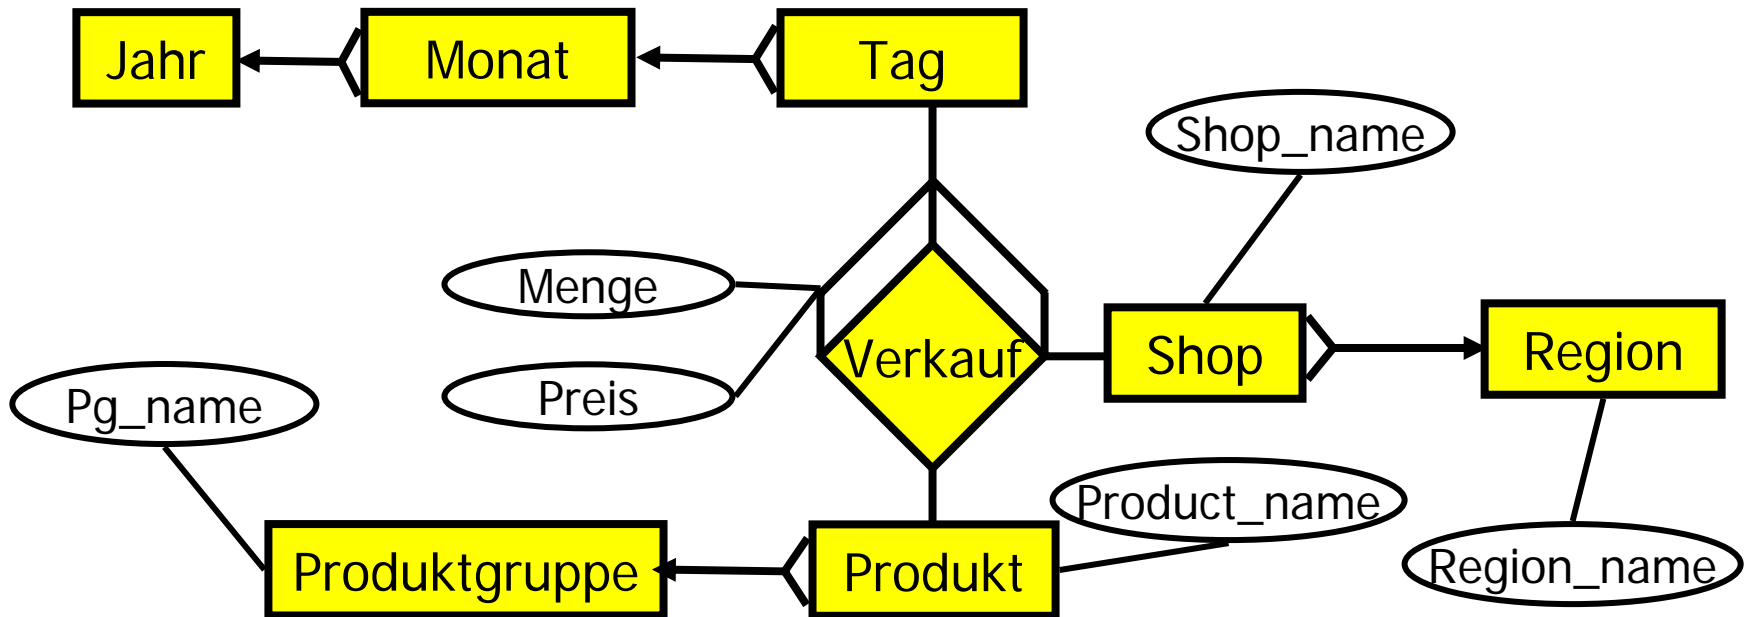 Jahr
Monat
Tag
Shop_name
Menge
Verkauf
Shop
Region
Preis
Pg_name
Product_name
Produktgruppe
Produkt
Region_name